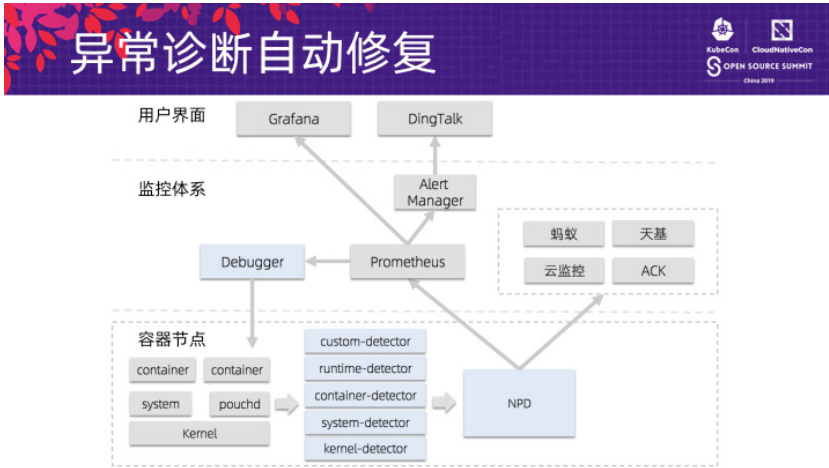 异常诊断自动修复
KubeCon
CloudNativeCon
OPEN SOURCE SUMMIT
China 2019
用户界面
Grafana
DingTalk
监控体系
Alert
Manager
Debugger
Prometheus
蚂蚁
天基
云监控
ACK
容器节点
container
container
system
pouchd
Kernel
custom-detector
runtime-detector
container-detector
system-detector
kernel-detector
NPD